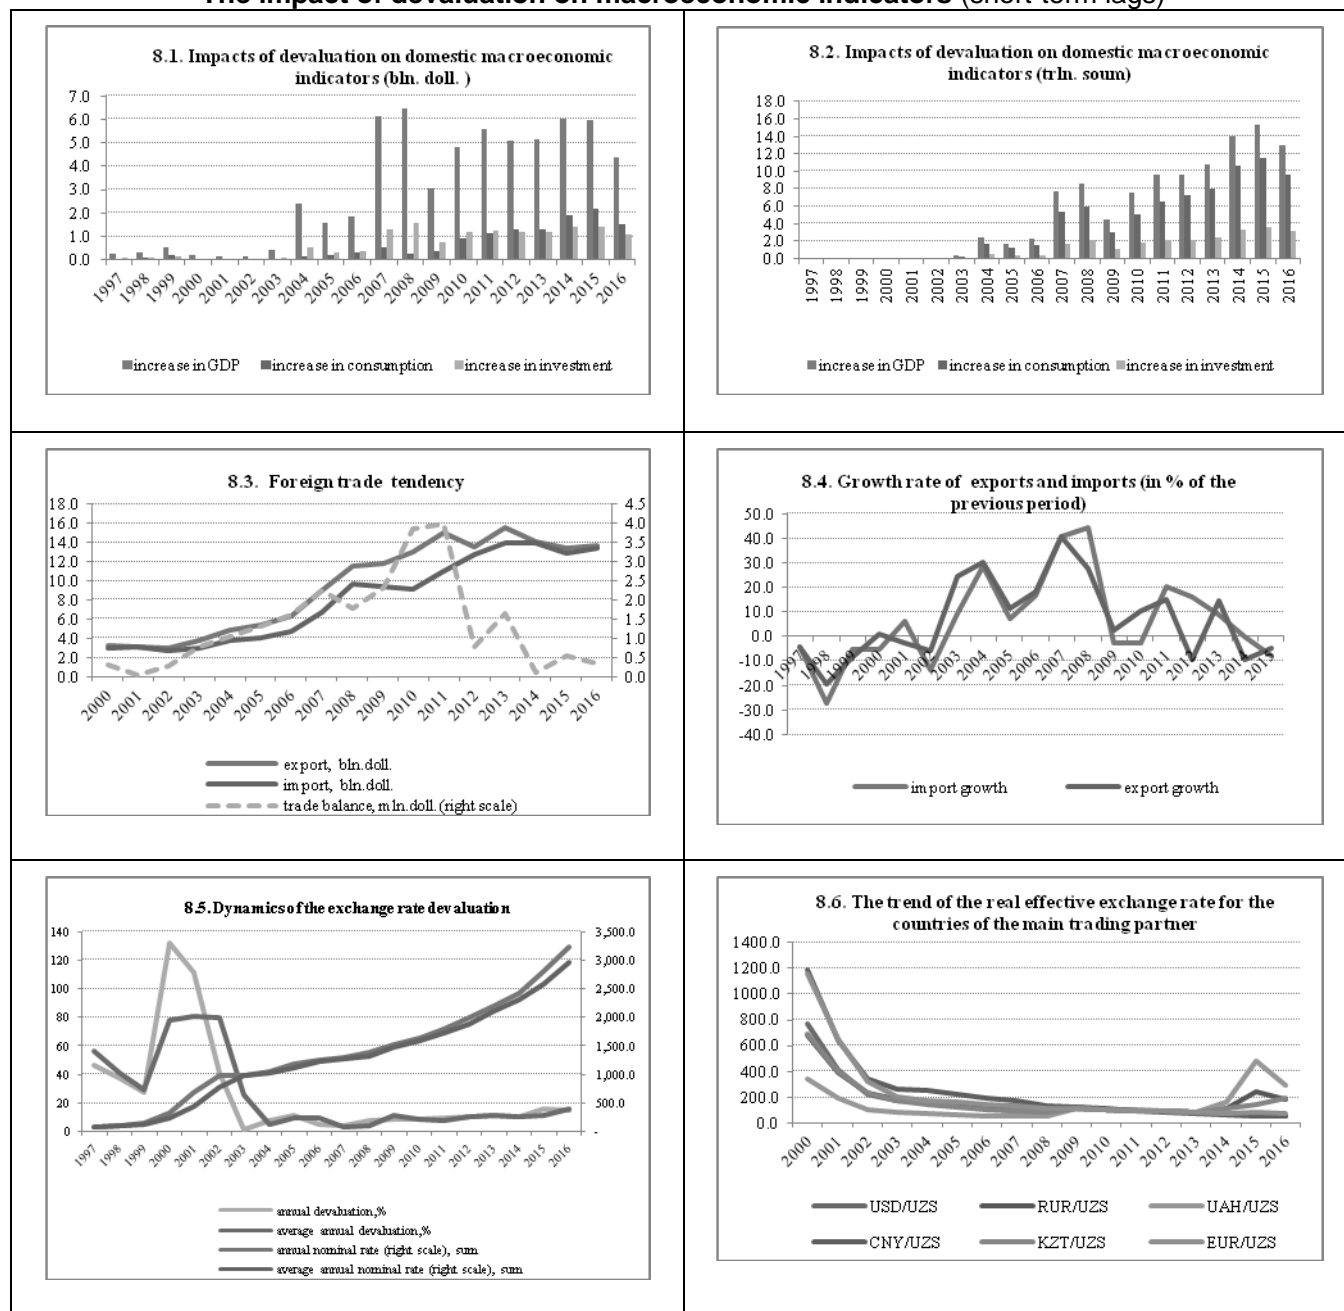 The impact of devaluation on macroeconomic indicators (short-term lags)
8.1. Impacts of devaluation on domestic macroeconomic
indicators (bln. doll. )
7.0
6.0
5.0
4.0
3.0
2.0
1.0
0.0
1997 1998 1999 2000 2001 2002 2003 2004 2005 2006 2007 2008 2009 2010 2011 2012 2013 2014 2015 2016
increase in GDP increase in consumption increase in investment
8.2. Impacts of devaluation on domestic macroeconomic
indicators (trln. soum)
18.0
16.0
14.0
12.0
10.0
8.0
6.0
4.0
2.0
0.0
1997 1998 1999 2000 2001 2002 2003 2004 2005 2006 2007 2008 2009 2010 2011 2012 2013 2014 2015 2016
increase in GDP increase in consumption increase in investment
8.3. Foreign trade tendency
18.0 4.5
16.0 4.0
14.0 3.5
12.0 3.0
10.0 2.5
8.0 2.0
6.0 1.5
4.0 1.0
2.0 0.5
0.0 0.0
2000 2001 2002 2003 2004 2005 2006 2007 2008 2009 2010 2011 2012 2013 2014 2015 2016
export, bln.doll.
import, bln.doll.
trade balance, mln.doll. (right scale)
8.4. Growth rate of exports and imports (in % of the
previous period)
50.0
40.0
30.0
20.0
10.0
0.0
-10.0
-20.0
-30.0
-40.0
1997 1998 1999 2000 2001 2002 2003 2004 2005 2006 2007 2008 2009 2010 2011 2012 2013 2014 2015
import growth export growth
8.5.Dynamics of the exchange rate devaluation
140 3,500.0
120 3,000.0
100 2,500.0
80 2,000.0
60 1,500.0
40 1,000.0
20 500.0
0 -
1997 1998 1999 2000 2001 2002 2003 2004 2005 2006 2007 2008 2009 2010 2011 2012 2013 2014 2015 2016
annual devaluation,%
average annual devaluation,%
annual nominal rate (right scale), sum
average annual nominal rate (right scale), sum
8.6. The trend of the real effective exchange rate for the
countries of the main trading partner
1400.0
1200.0
1000.0
800.0
600.0
400.0
200.0
0.0
2000 2001 2002 2003 2004 2005 2006 2007 2008 2009 2010 2011 2012 2013 2014 2015 2016
USD/UZS RUR/UZS UAH/UZS
CNY/UZS KZT/UZS EUR/UZS